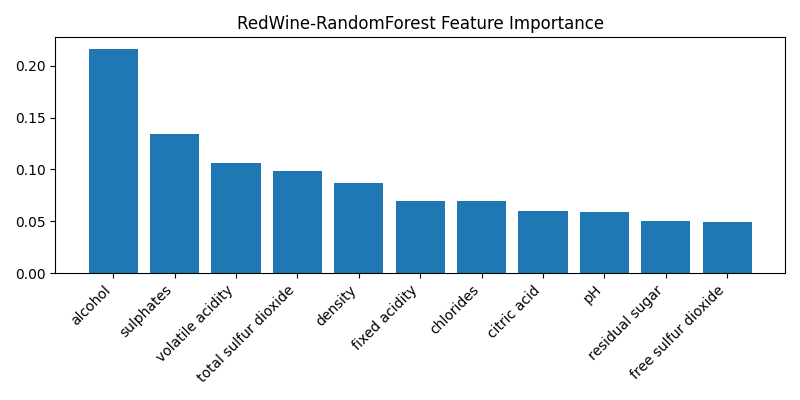 RedWine-RandomForest Feature Importance
0.20
0.15
0.10
0.05
0.00
alcohol
sulphates
volatile acidity
total sulfur dioxide
density
fixed acidity
chlorides
citric acid
pH
residual sugar
free sulfur dioxide